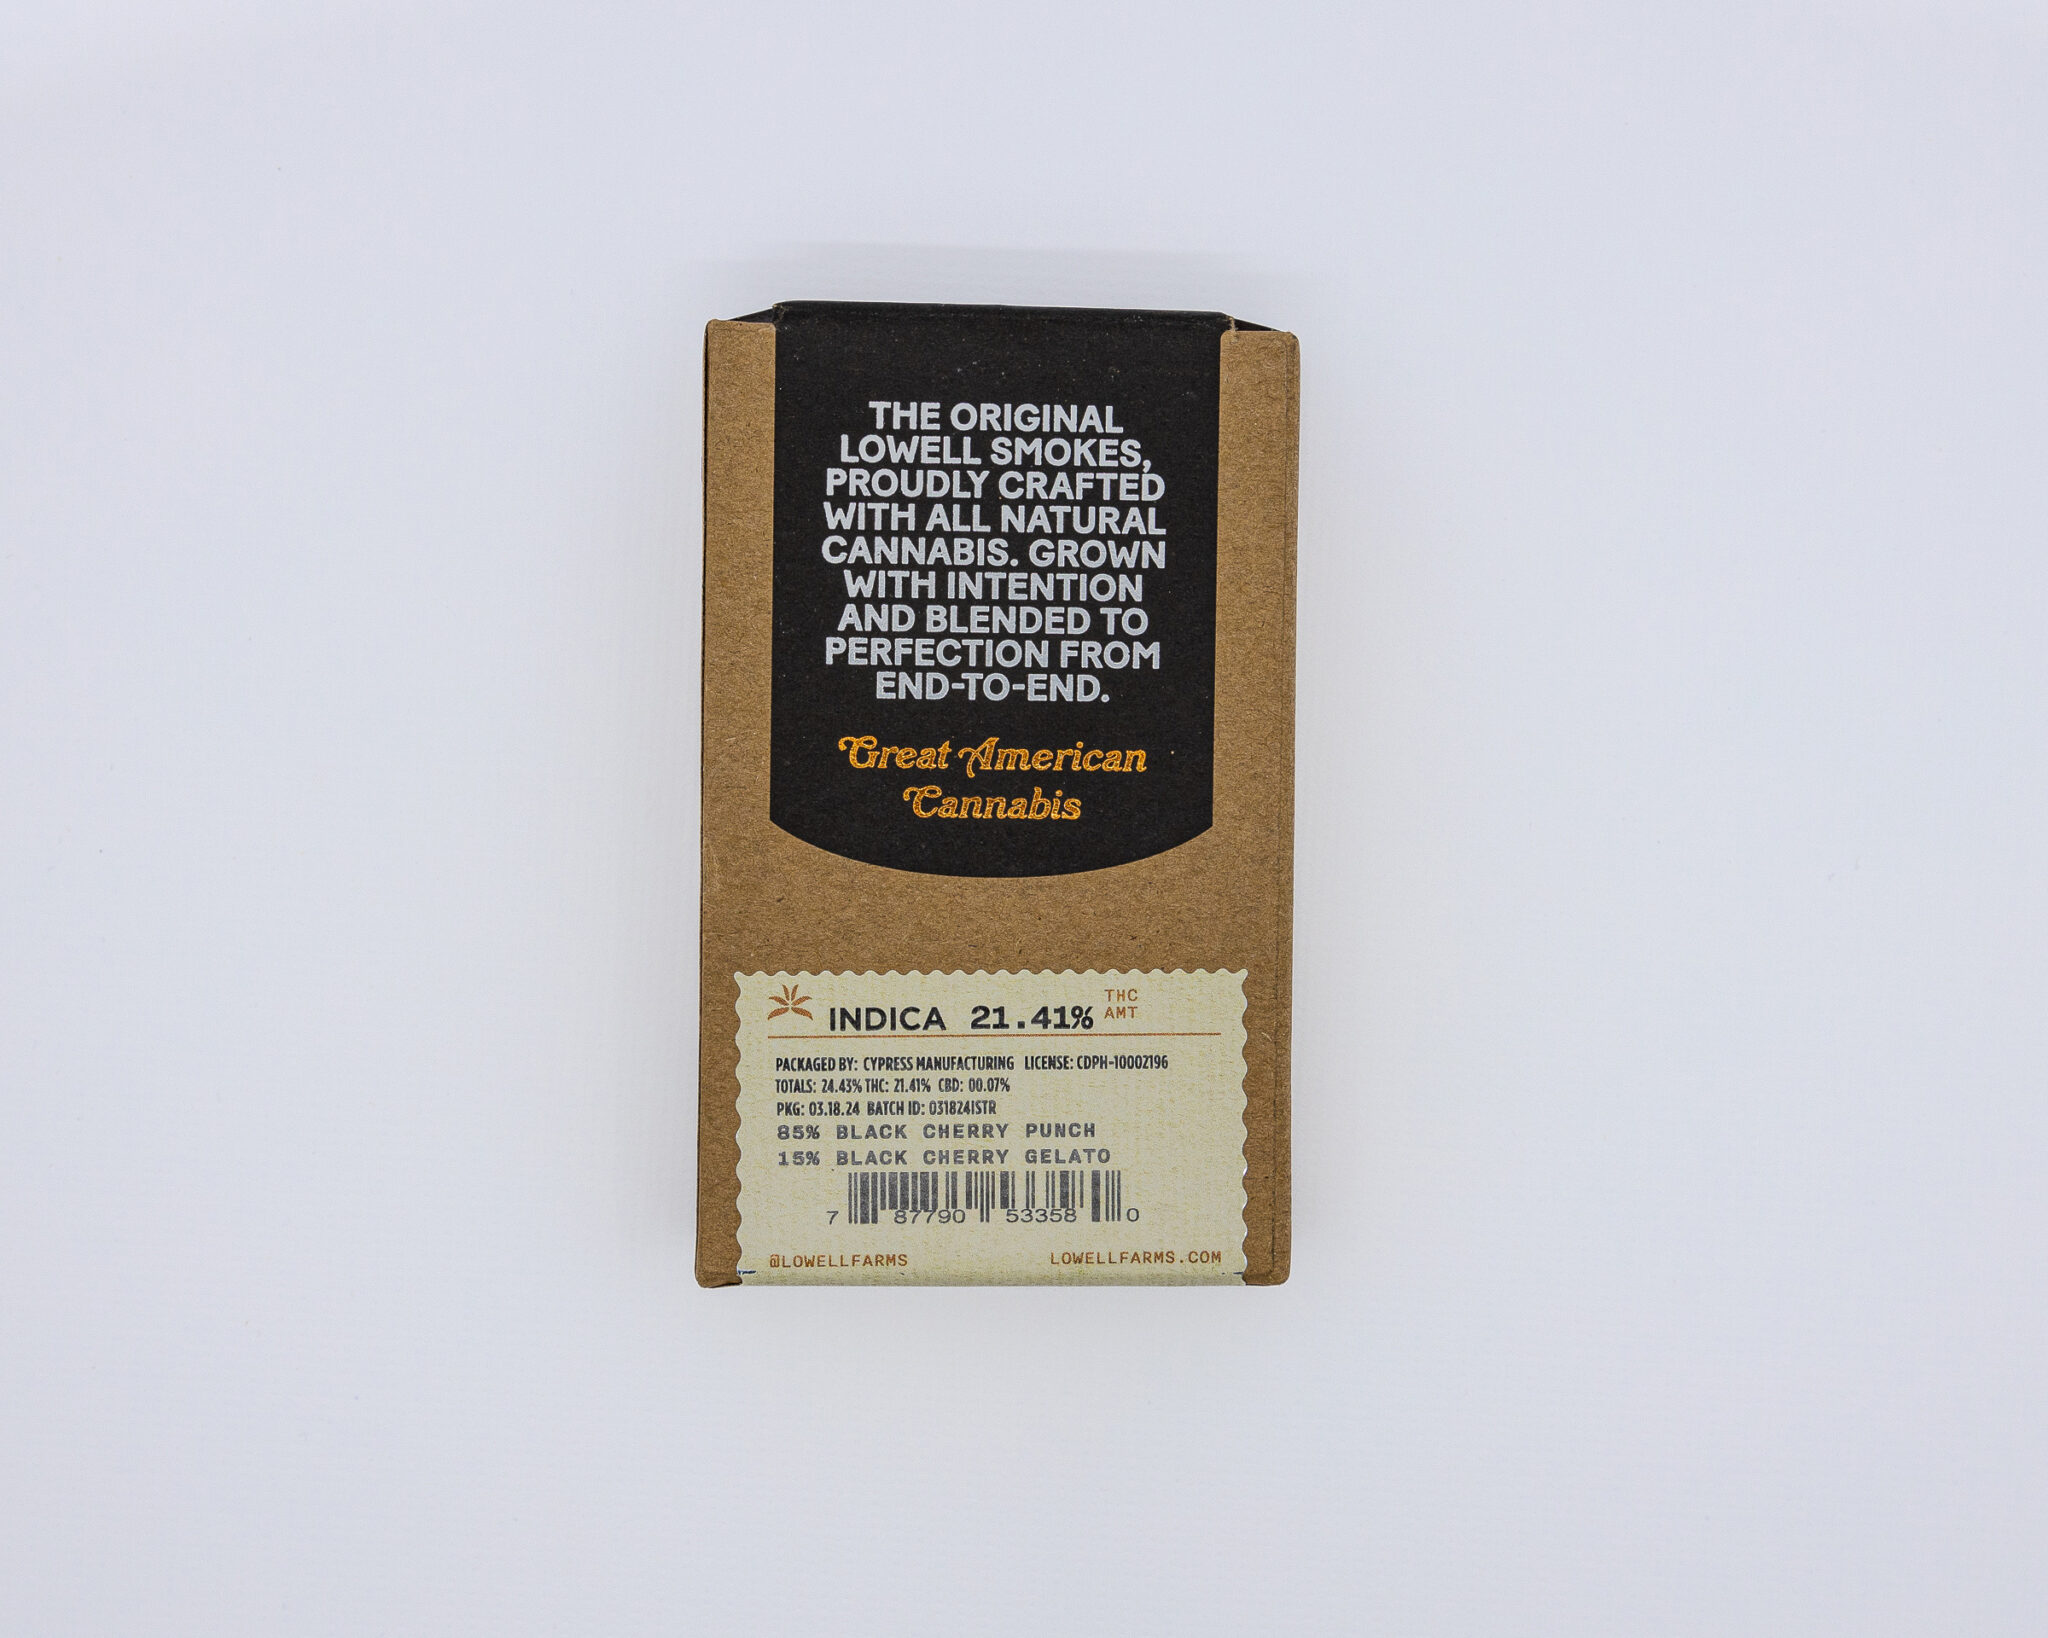 THE ORIGINAL
LOWELL SMOKES,
PROUDLY CRAFTED
WITH ALL NATURAL
CANNABIS. GROWN
WITH INTENTION
AND BLENDED TO
PERFECTION FROM
END-TO-END.
Great American
Cannabis
INDICA 21.41% THC
AMT
PACKAGED BY: CYPRESS MANUFACTURING LICENSE: CDPH-10002196
TOTALS: 24.43% THC: 21.41% CBD: 00.07%
PKG: 03.18.24 BATCH ID: 031824ISTR
85% BLACK CHERRY PUNCH
15% BLACK CHERRY GELATO
7 87790 53358 0
@LOWELLFARMS LOWELLFARMS.COM